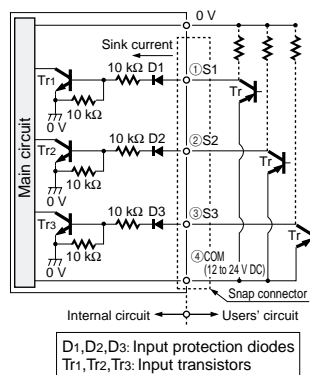 0 V
Sink current
Main circuit
10 kΩ D1
①S1
Tr1
Tr
0 V
10 kΩ
10 kΩ D2
②S2
Tr2
Tr
0 V
10 kΩ
10 kΩ D3
③S3
Tr3
Tr
0 V
10 kΩ
④COM
(12 to 24 V DC)
Snap connector
Internal circuit
Users' circuit
D1,D2,D3: Input protection diodes
Tr1,Tr2,Tr3: Input transistors